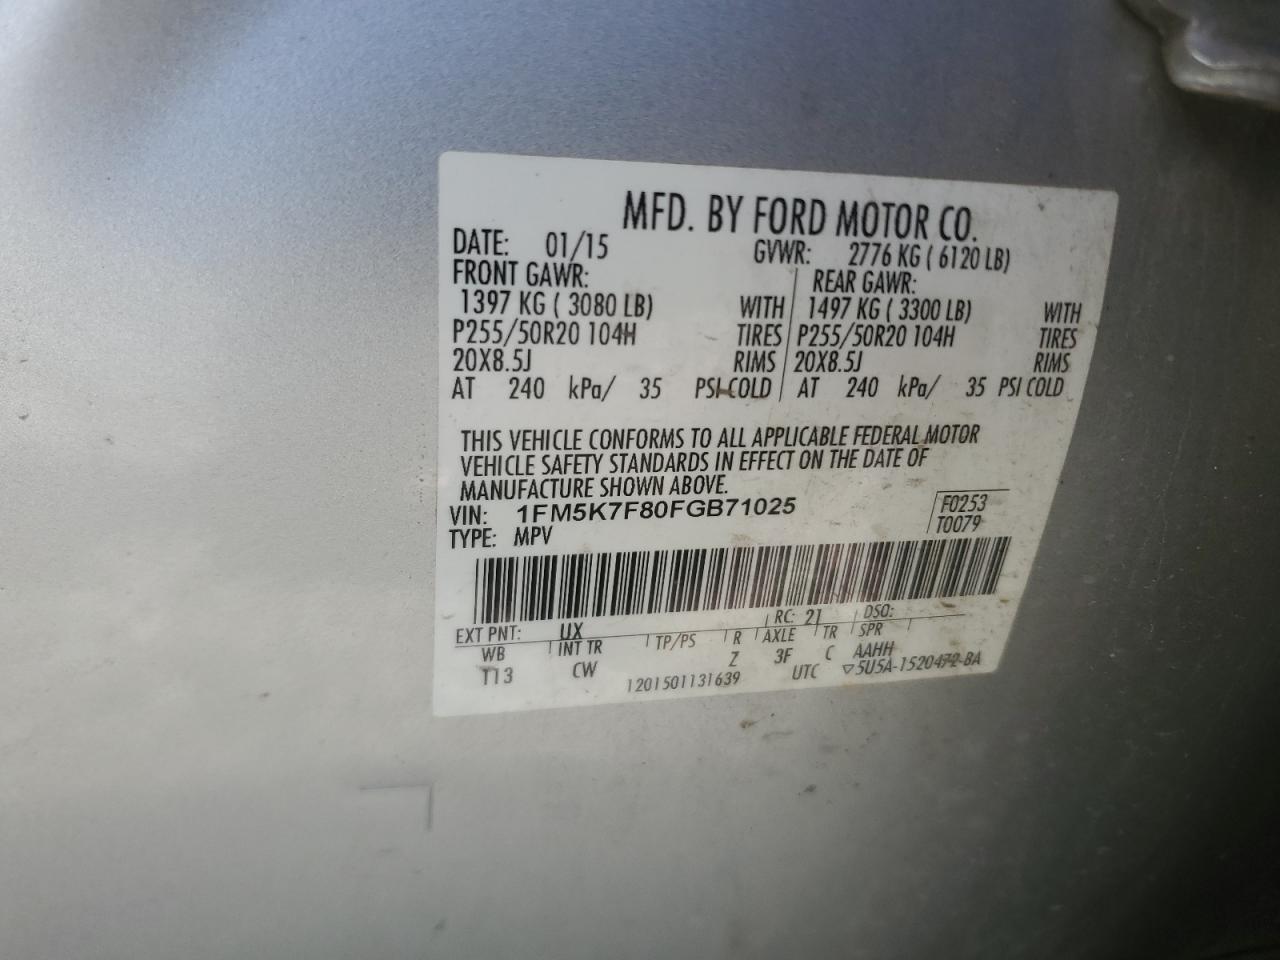 MFD. BY FORD MOTOR CO.
DATE: 01/15 GVWR: 2776 KG ( 6120 LB)
FRONT GAWR: REAR GAWR:
1397 KG ( 3080 LB) WITH 1497 KG ( 3300 LB) WITH
P255/50R20 104H TIRES P255/50R20 104H TIRES
20X8.5J RIMS 20X8.5J RIMS
AT 240 kPa/ 35 PSI COLD AT 240 kPa/ 35 PSI COLD
THIS VEHICLE CONFORMS TO ALL APPLICABLE FEDERAL MOTOR
VEHICLE SAFETY STANDARDS IN EFFECT ON THE DATE OF
MANUFACTURE SHOWN ABOVE.
VIN: 1FM5K7F80FGB71025 F0253
TYPE: MPV T0079
EXT PNT: UX RC: 21 DSO:
WB INT TR TP/PS R AXLE TR SPR
T13 CW Z 3F C AAHH
1201501131639 UTC ▽5U5A-1520472-BA